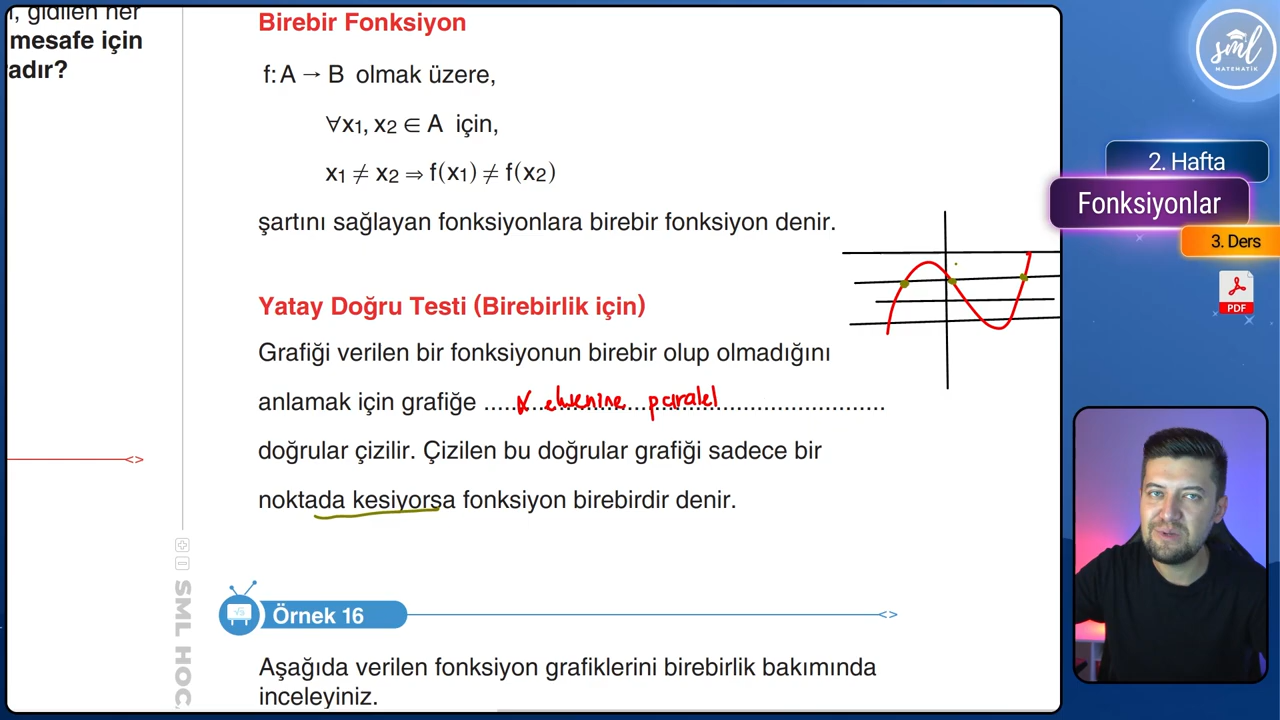 , gidilen her
mesafe için
adır?
Birebir Fonksiyon
f: A → B olmak üzere,
∀x₁, x₂ ∈ A için,
x₁ ≠ x₂ ⇒ f(x₁) ≠ f(x₂)
şartını sağlayan fonksiyonlara birebir fonksiyon denir.
Yatay Doğru Testi (Birebirlik için)
Grafiği verilen bir fonksiyonun birebir olup olmadığını
anlamak için grafiğe ...... x eksenine paralel ......
doğrular çizilir. Çizilen bu doğrular grafiği sadece bir
noktada kesiyorsa fonksiyon birebirdir denir.
√5
Örnek 16
Aşağıda verilen fonksiyon grafiklerini birebirlik bakımında
inceleyiniz.
SML HOC
sml
MATEMATİK
2. Hafta
Fonksiyonlar
3. Ders
PDF